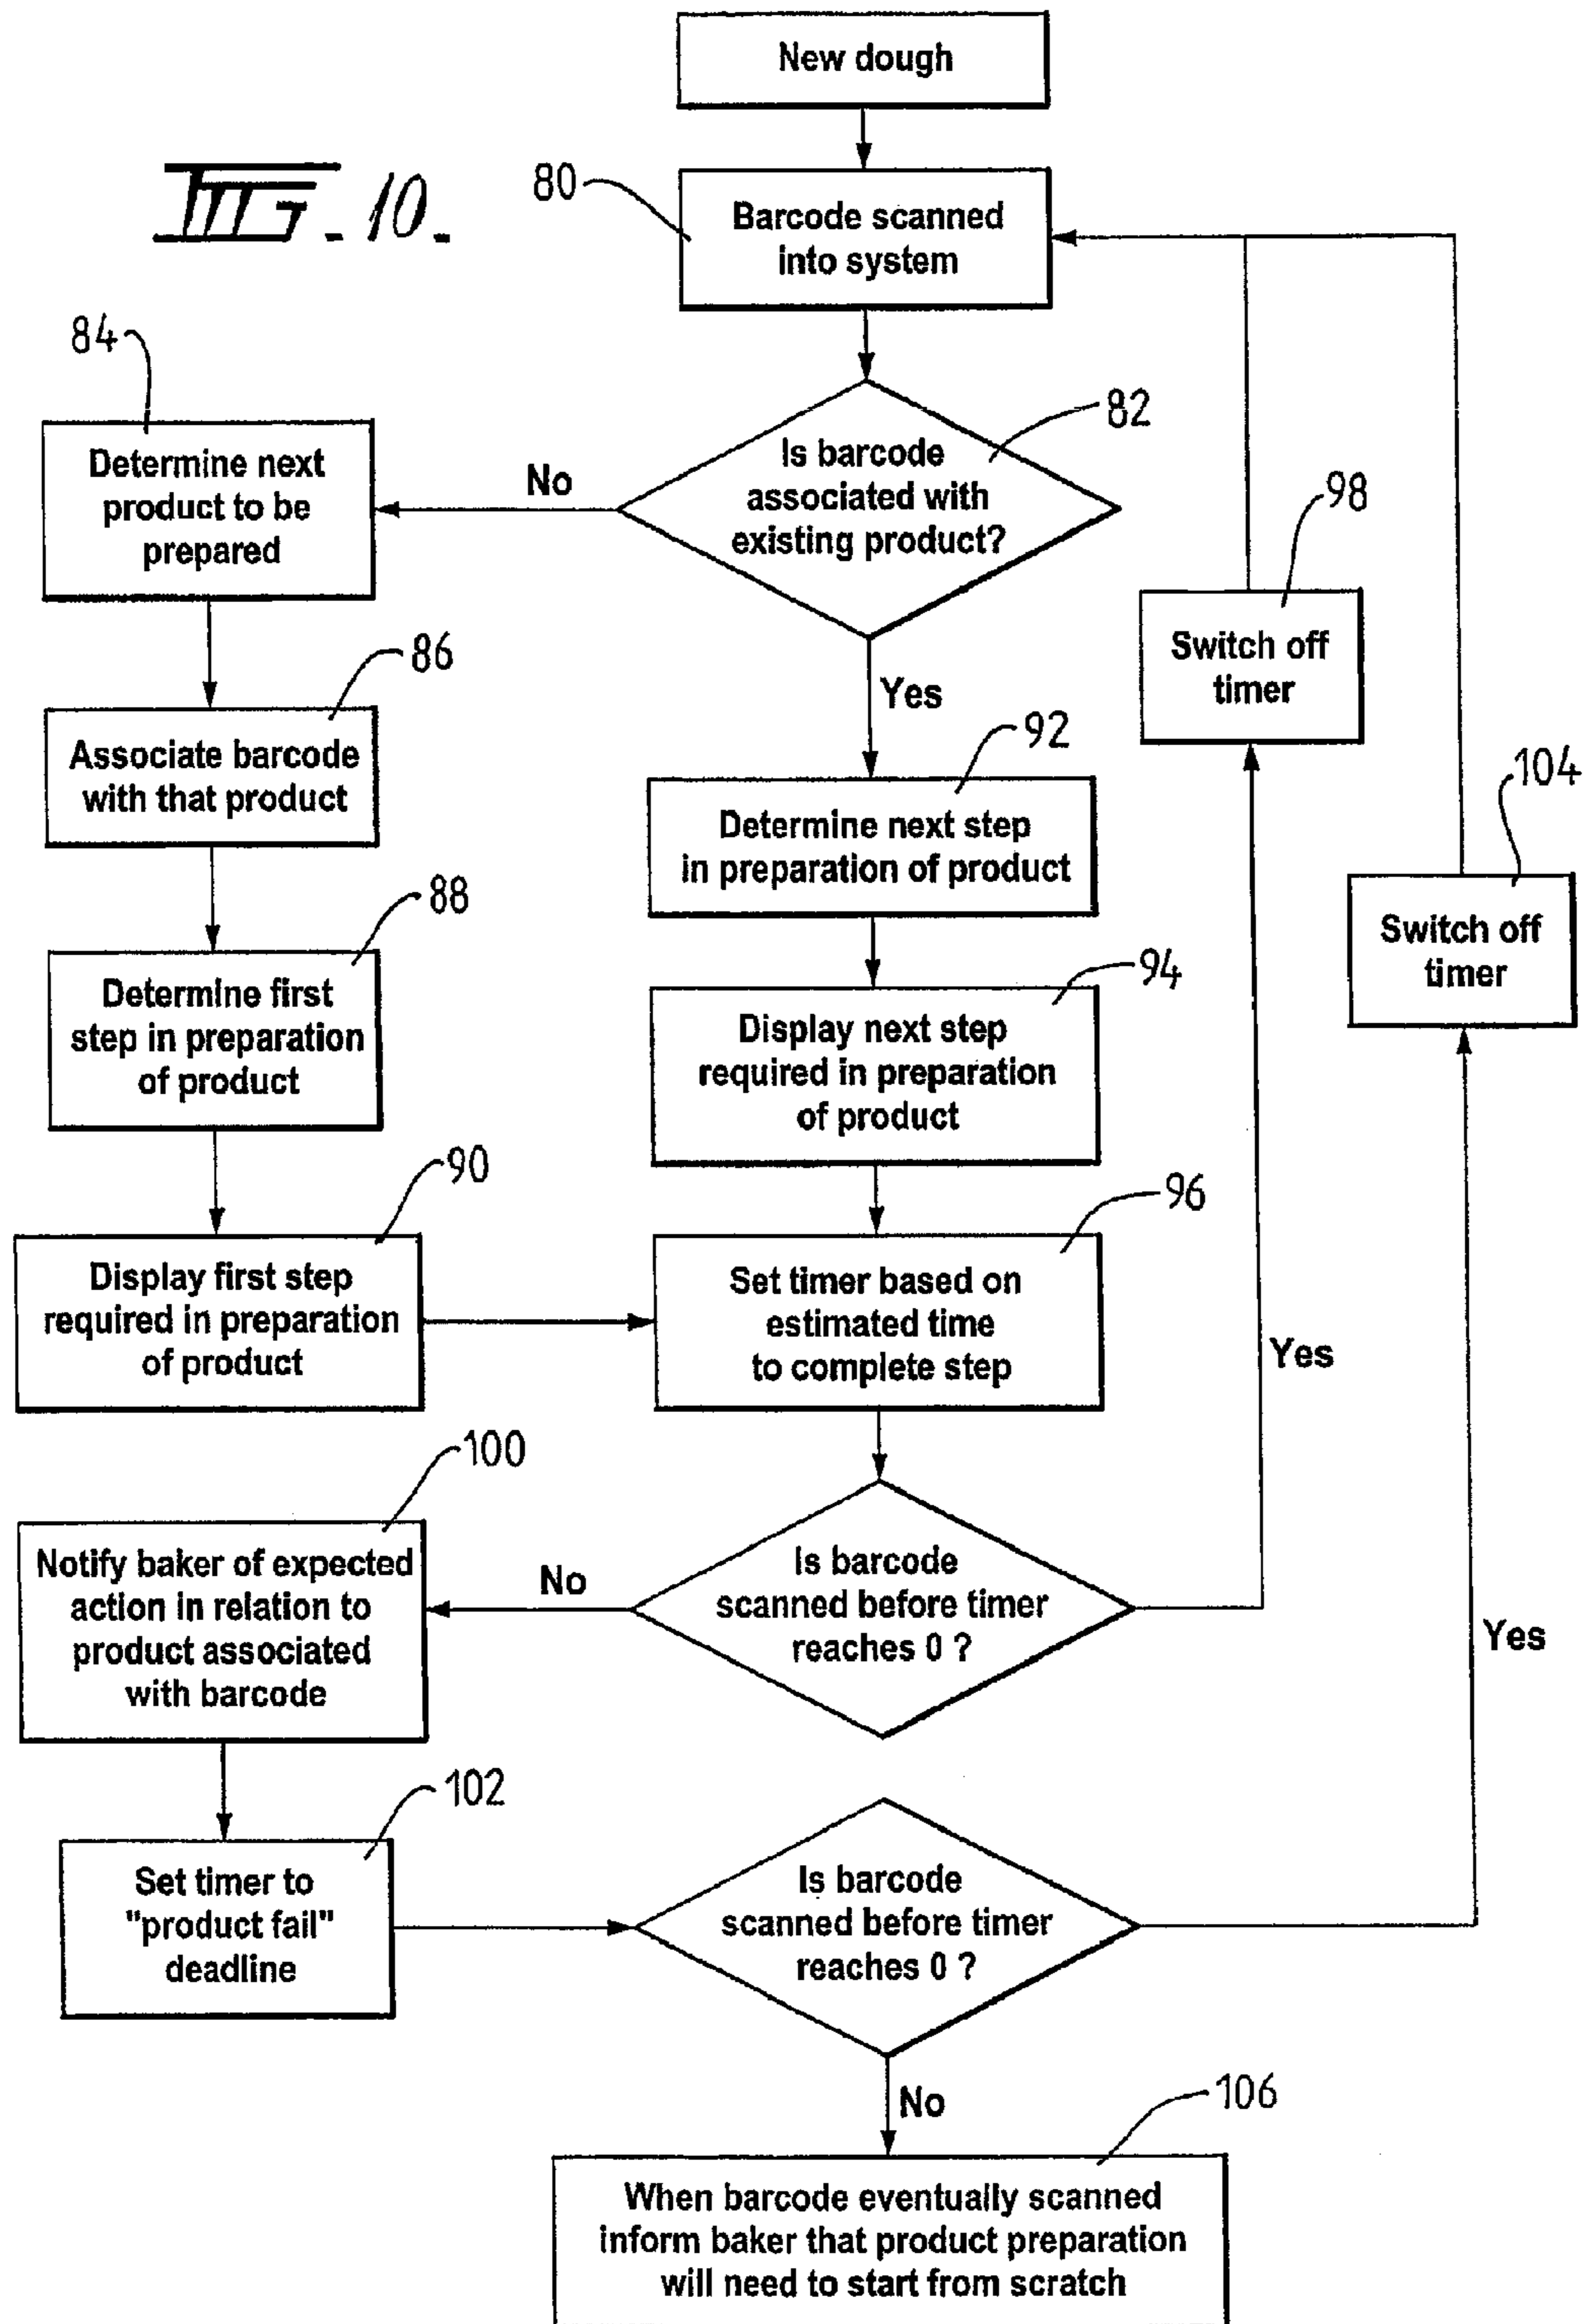 New dough
FIG. 10.
80
Barcode scanned
into system
84
82
Is barcode
associated with
existing product?
No
Determine next
product to be
prepared
98
Switch off
timer
86
Yes
Associate barcode
with that product
92
Determine next step
in preparation of product
104
Switch off
timer
88
Determine first
step in preparation
of product
94
Display next step
required in preparation
of product
90
Display first step
required in preparation
of product
96
Set timer based on
estimated time
to complete step
Yes
100
Notify baker of expected
action in relation to
product associated
with barcode
No
Is barcode
scanned before timer
reaches 0 ?
Yes
102
Set timer to
"product fail"
deadline
Is barcode
scanned before timer
reaches 0 ?
No
106
When barcode eventually scanned
inform baker that product preparation
will need to start from scratch